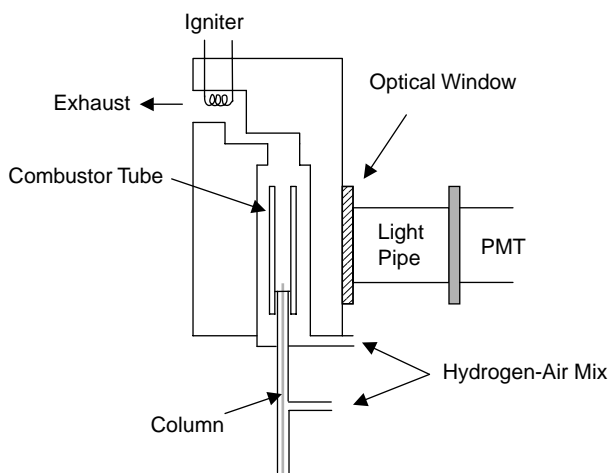 Igniter
Optical Window
Exhaust
Combustor Tube
Light
Pipe
PMT
Hydrogen-Air Mix
Column